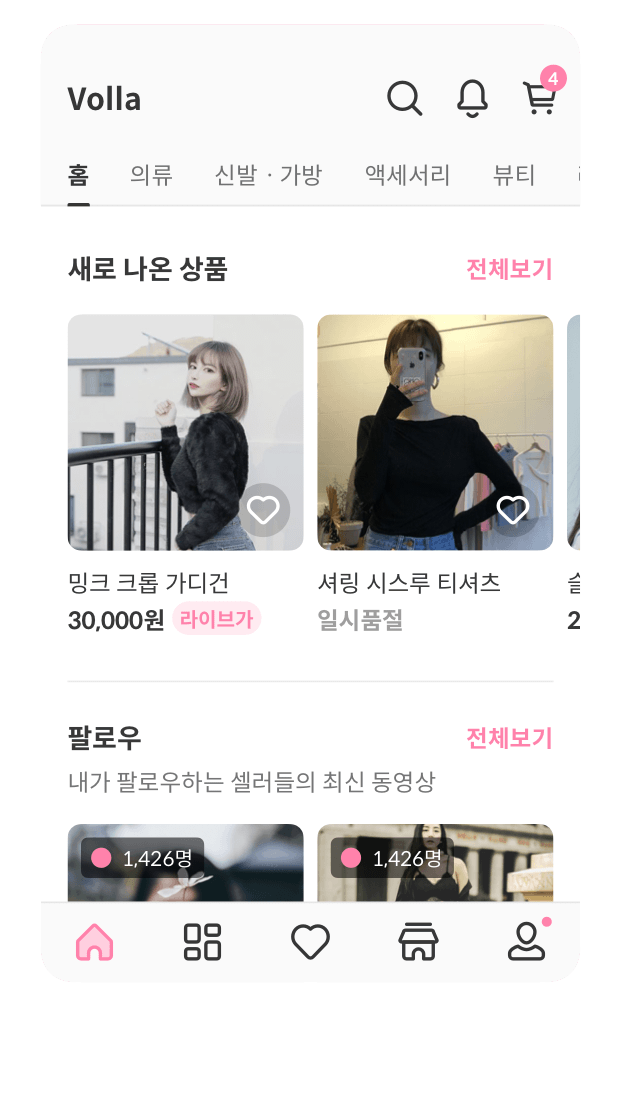 Volla
4
홈 의류 신발 · 가방 액세서리 뷰티
새로 나온 상품 전체보기
밍크 크롭 가디건 셔링 시스루 티셔츠 슬
30,000원 라이브가 일시품절 2
팔로우 전체보기
내가 팔로우하는 셀러들의 최신 동영상
1,426명 1,426명